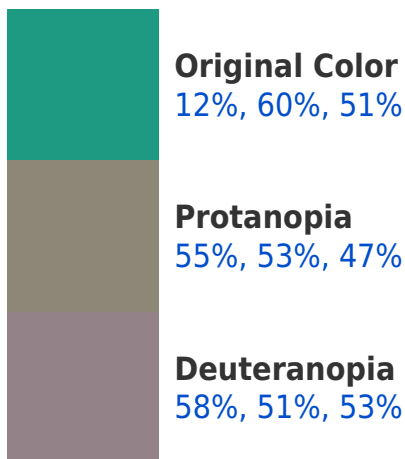 Original Color
12%, 60%, 51%
Protanopia
55%, 53%, 47%
Deuteranopia
58%, 51%, 53%